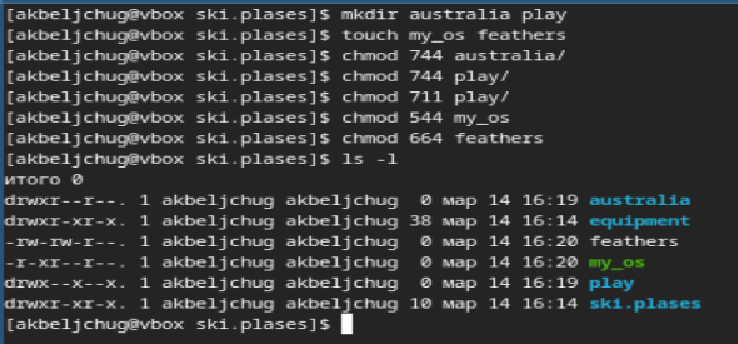 [akbeljchug@vbox ski.plases]$ mkdir australia play
[akbeljchug@vbox ski.plases]$ touch my_os feathers
[akbeljchug@vbox ski.plases]$ chmod 744 australia/
[akbeljchug@vbox ski.plases]$ chmod 744 play/
[akbeljchug@vbox ski.plases]$ chmod 711 play/
[akbeljchug@vbox ski.plases]$ chmod 544 my_os
[akbeljchug@vbox ski.plases]$ chmod 664 feathers
[akbeljchug@vbox ski.plases]$ ls -l
итого 0
drwxr--r--. 1 akbeljchug akbeljchug  0 мар 14 16:19 australia
drwxr-xr-x. 1 akbeljchug akbeljchug 38 мар 14 16:14 equipment
-rw-rw-r--. 1 akbeljchug akbeljchug  0 мар 14 16:20 feathers
-r-xr--r--. 1 akbeljchug akbeljchug  0 мар 14 16:20 my_os
drwx--x--x. 1 akbeljchug akbeljchug  0 мар 14 16:19 play
drwxr-xr-x. 1 akbeljchug akbeljchug 10 мар 14 16:14 ski.plases
[akbeljchug@vbox ski.plases]$